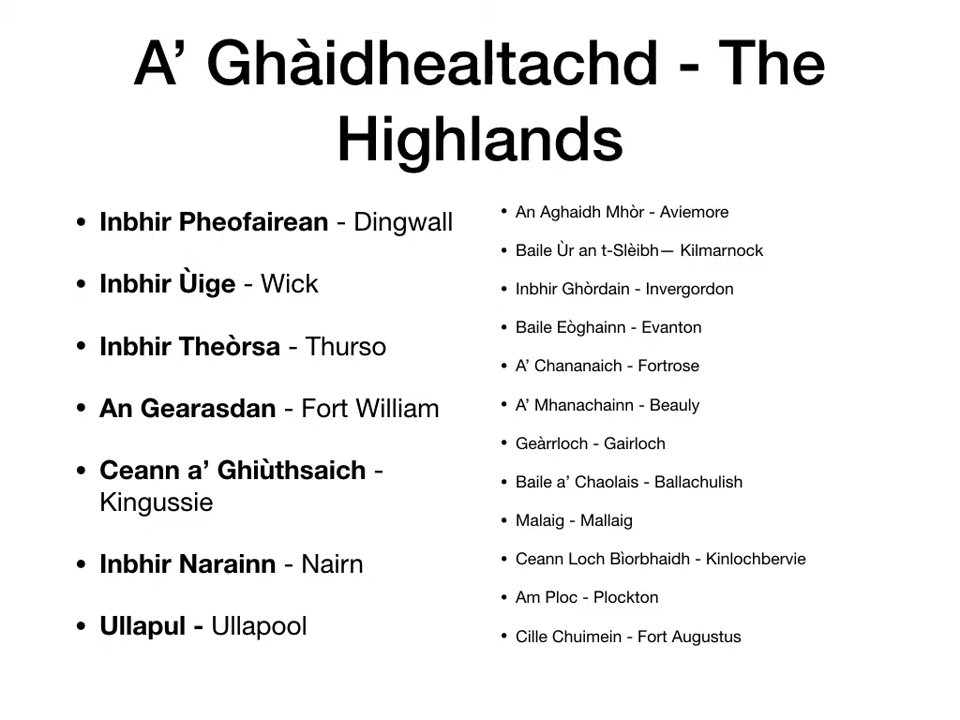 A’ Ghàidhealtachd - The
Highlands
• Inbhir Pheofairean - Dingwall
• Inbhir Ùige - Wick
• Inbhir Theòrsa - Thurso
• An Gearasdan - Fort William
• Ceann a’ Ghiùthsaich -
Kingussie
• Inbhir Narainn - Nairn
• Ullapul - Ullapool
• An Aghaidh Mhòr - Aviemore
• Baile Ùr an t-Slèibh— Kilmarnock
• Inbhir Ghòrdain - Invergordon
• Baile Eòghainn - Evanton
• A’ Chananaich - Fortrose
• A’ Mhanachainn - Beauly
• Geàrrloch - Gairloch
• Baile a’ Chaolais - Ballachulish
• Malaig - Mallaig
• Ceann Loch Bìorbhaidh - Kinlochbervie
• Am Ploc - Plockton
• Cille Chuimein - Fort Augustus